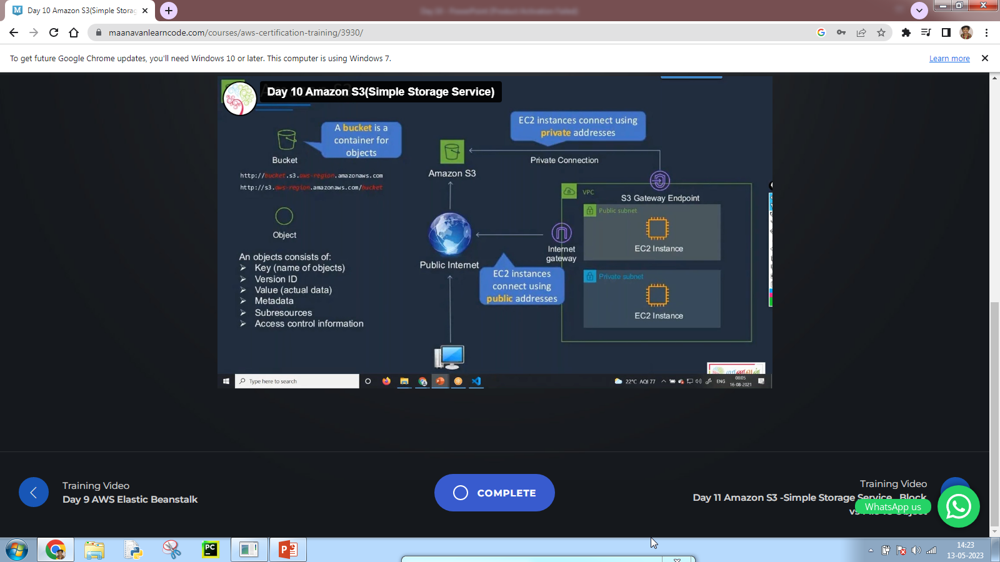 Day 10 Amazon S3(Simple Storag
maanavanlearncode.com/courses/aws-certification-training/3930/
To get future Google Chrome updates, you'll need Windows 10 or later. This computer is using Windows 7.
Learn more
Day 10 Amazon S3(Simple Storage Service)
A bucket is a
container for
objects
Bucket
http://bucket.s3.aws-region.amazonaws.com
http://s3.aws-region.amazonaws.com/bucket
Object
An objects consists of:
Key (name of objects)
Version ID
Value (actual data)
Metadata
Subresources
Access control information
EC2 instances connect using
private addresses
Amazon S3
Private Connection
S3 Gateway Endpoint
VPC
Public subnet
EC2 Instance
Internet
gateway
Public Internet
EC2 instances
connect using
public addresses
Private subnet
EC2 Instance
Type here to search
22°C AQI 77
ENG
08:05
16-08-2021
Training Video
Day 9 AWS Elastic Beanstalk
COMPLETE
Training Video
Day 11 Amazon S3 -Simple Storage Service
Block
WhatsApp us
PC
14:23
13-05-2023